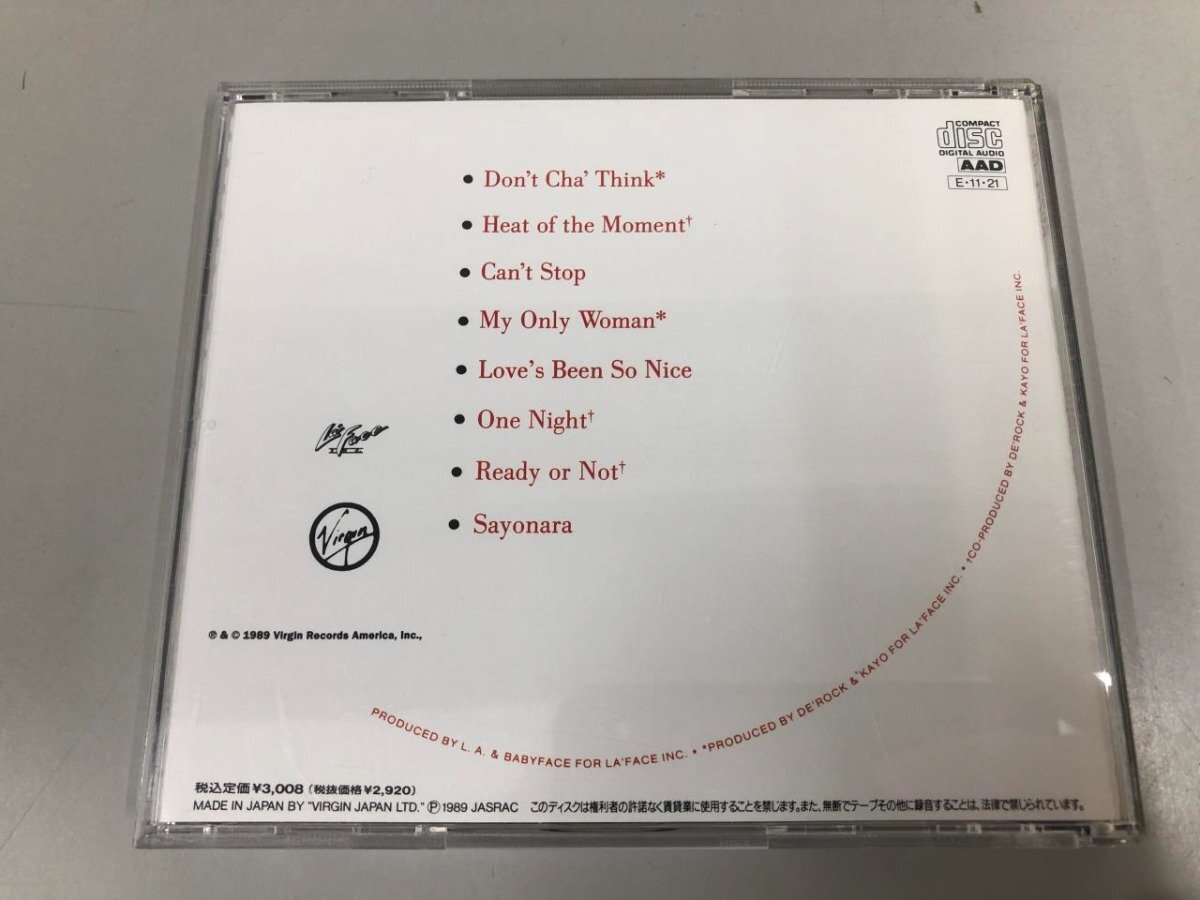 COMPACT
disc
DIGITAL AUDIO
AAD
E・11・21
• Don't Cha' Think*
• Heat of the Moment†
• Can't Stop
• My Only Woman*
• Love's Been So Nice
• One Night†
• Ready or Not†
• Sayonara
La'Face
INC.
Virgin
℗ & © 1989 Virgin Records America, Inc.,
PRODUCED BY L. A. & BABYFACE FOR LA'FACE INC. • *PRODUCED BY DE'ROCK & KAYO FOR LA'FACE INC. • †CO-PRODUCED BY DE'ROCK & KAYO FOR LA'FACE INC.
税込定価¥3,008(税抜価格¥2,920)
MADE IN JAPAN BY "VIRGIN JAPAN LTD." ℗ 1989 JASRAC このディスクは権利者の許諾なく賃貸業に使用することを禁じます。また、無断でテープその他に録音することは、法律で禁じられています。